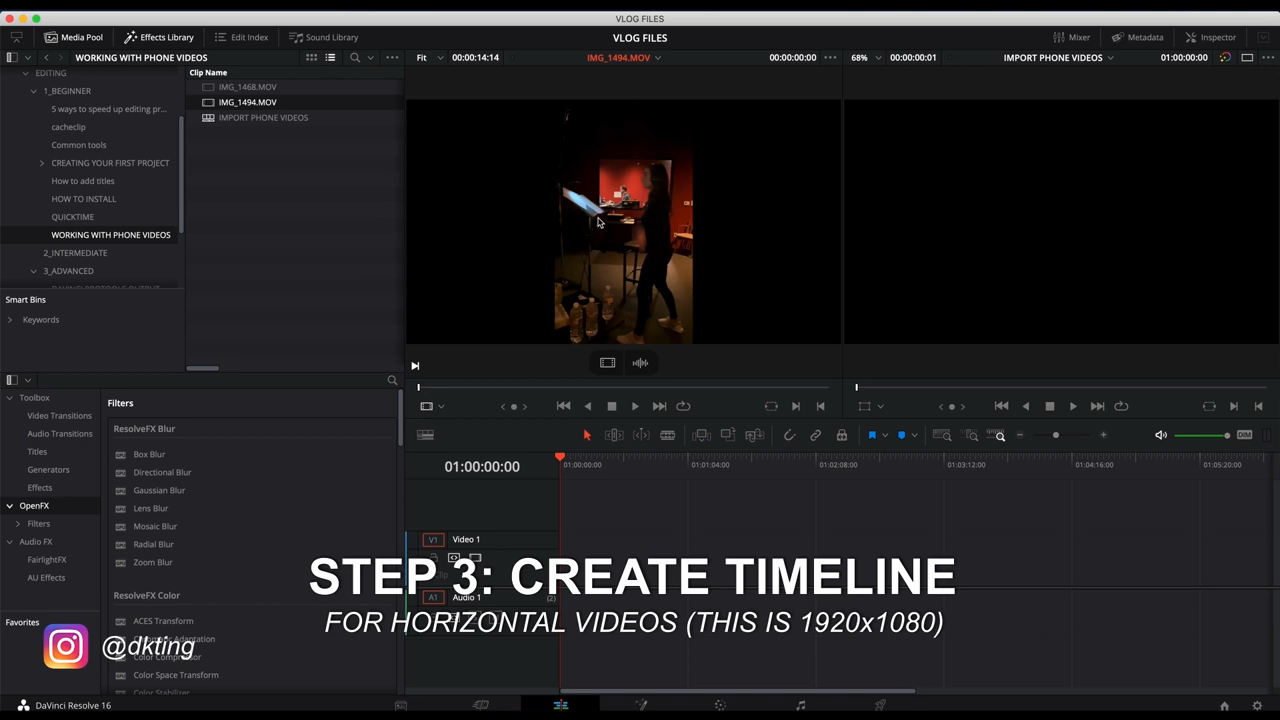 VLOG FILES
Media Pool
Effects Library
Edit Index
Sound Library
VLOG FILES
Mixer
Metadata
Inspector
WORKING WITH PHONE VIDEOS
Fit
00:00:14:14
IMG_1494.MOV
00:00:00:00
68%
00:00:00:01
IMPORT PHONE VIDEOS
01:00:00:00
EDITING
1_BEGINNER
5 ways to speed up editing pr...
cacheclip
Common tools
CREATING YOUR FIRST PROJECT
How to add titles
HOW TO INSTALL
QUICKTIME
WORKING WITH PHONE VIDEOS
2_INTERMEDIATE
3_ADVANCED
Smart Bins
Keywords
Clip Name
IMG_1468.MOV
IMG_1494.MOV
IMPORT PHONE VIDEOS
Toolbox
Video Transitions
Audio Transitions
Titles
Generators
Effects
OpenFX
Filters
Audio FX
FairlightFX
AU Effects
Favorites
Filters
ResolveFX Blur
Box Blur
Directional Blur
Gaussian Blur
Lens Blur
Mosaic Blur
Radial Blur
Zoom Blur
ResolveFX Color
ACES Transform
Chromatic Adaptation
Color Compressor
Color Space Transform
Color Stabilizer
DIM
01:00:00:00
01:00:00:00
01:01:04:00
01:02:08:00
01:03:12:00
01:04:16:00
01:05:20:00
V1
Video 1
A1
Audio 1
(2)
STEP 3: CREATE TIMELINE
FOR HORIZONTAL VIDEOS (THIS IS 1920x1080)
@dkting
DaVinci Resolve 16